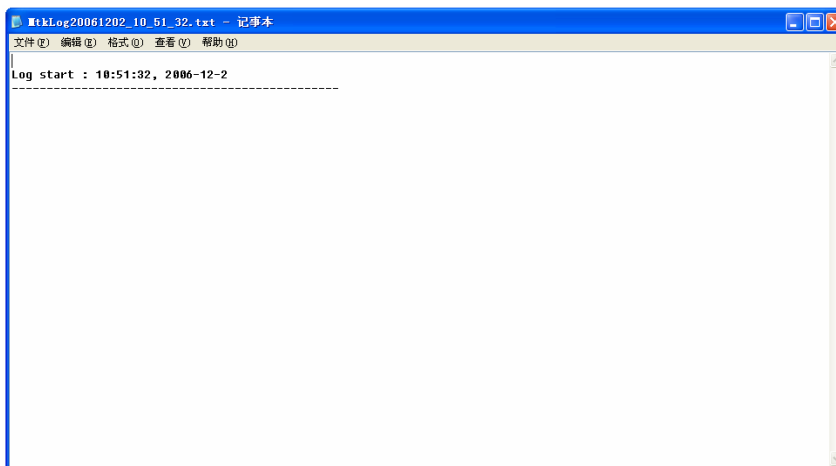 MtkLog20061202_10_51_32.txt - 记事本
文件(F) 编辑(E) 格式(O) 查看(V) 帮助(H)
Log start : 10:51:32, 2006-12-2
-----------------------------------------------